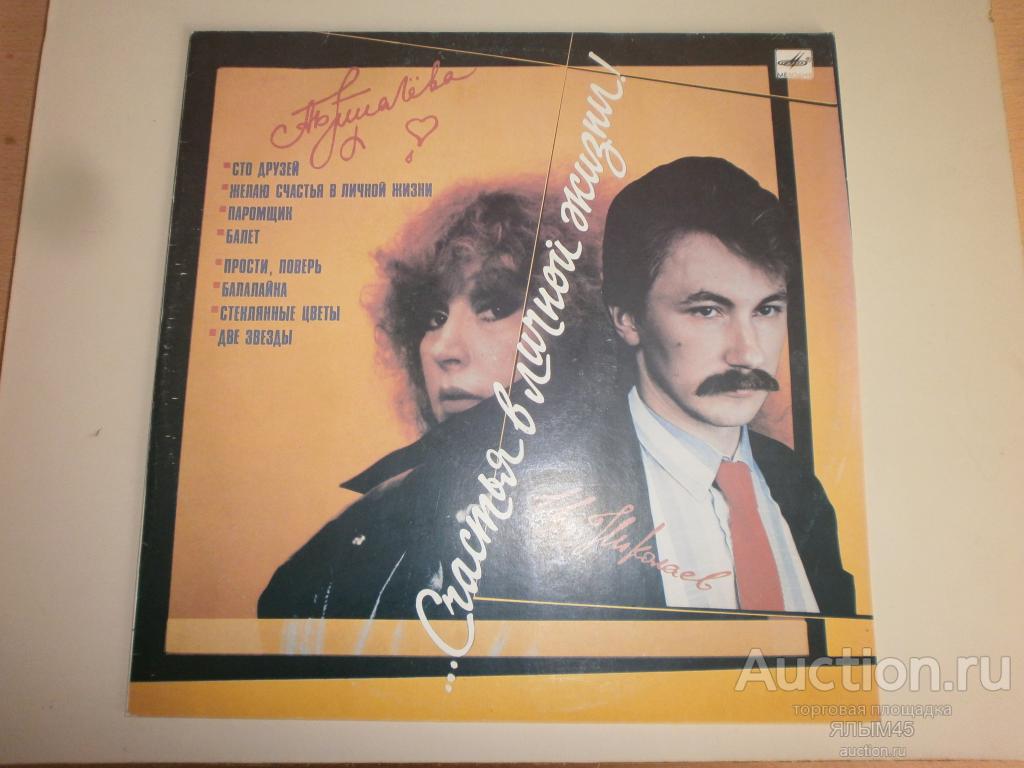 А Пугачёва
МЕЛОДИЯ
СТО ДРУЗЕЙ
ЖЕЛАЮ СЧАСТЬЯ В ЛИЧНОЙ ЖИЗНИ
ПАРОМЩИК
БАЛЕТ
ПРОСТИ, ПОВЕРЬ
БАЛАЛАЙКА
СТЕКЛЯННЫЕ ЦВЕТЫ
ДВЕ ЗВЕЗДЫ
...Счастья в личной жизни!
И Николаев
Auction.ru
торговая площадка
ЯЛЫМ45
auction.ru